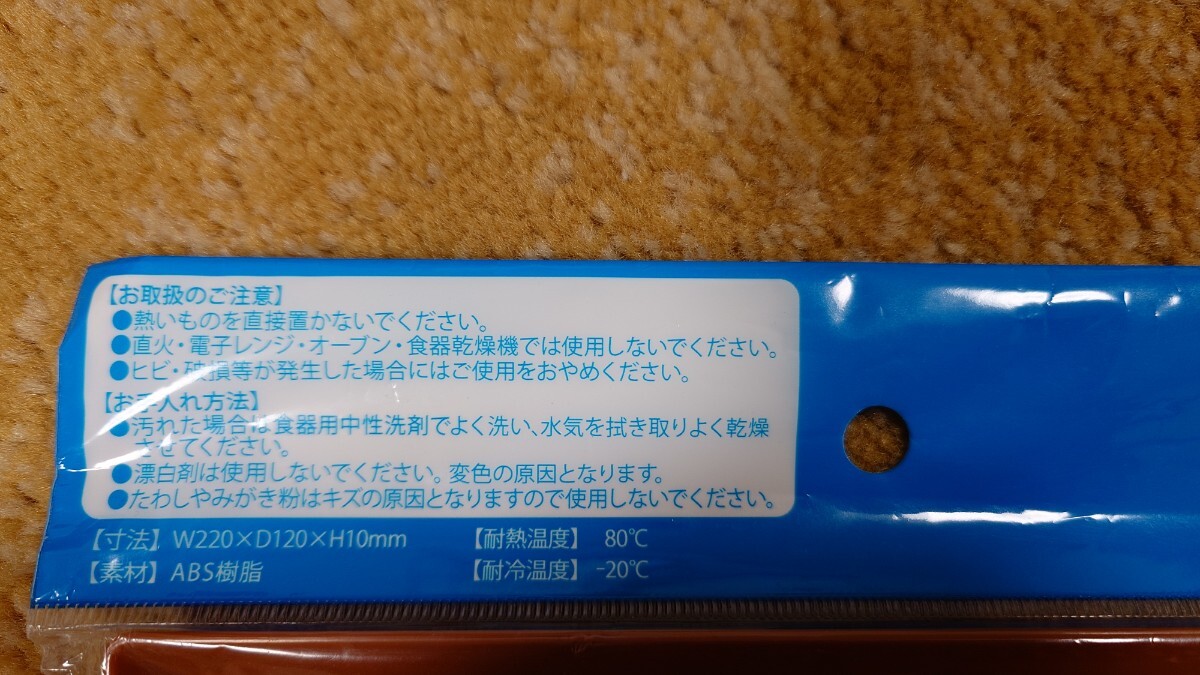 【お取扱のご注意】
●熱いものを直接置かないでください。
●直火・電子レンジ・オーブン・食器乾燥機では使用しないでください。
●ヒビ・破損等が発生した場合にはご使用をおやめください。
【お手入れ方法】
●汚れた場合は食器用中性洗剤でよく洗い、水気を拭き取りよく乾燥
させてください。
●漂白剤は使用しないでください。変色の原因となります。
●たわしやみがき粉はキズの原因となりますので使用しないでください。
【寸法】 W220×D120×H10mm 【耐熱温度】 80℃
【素材】 ABS樹脂 【耐冷温度】 -20℃